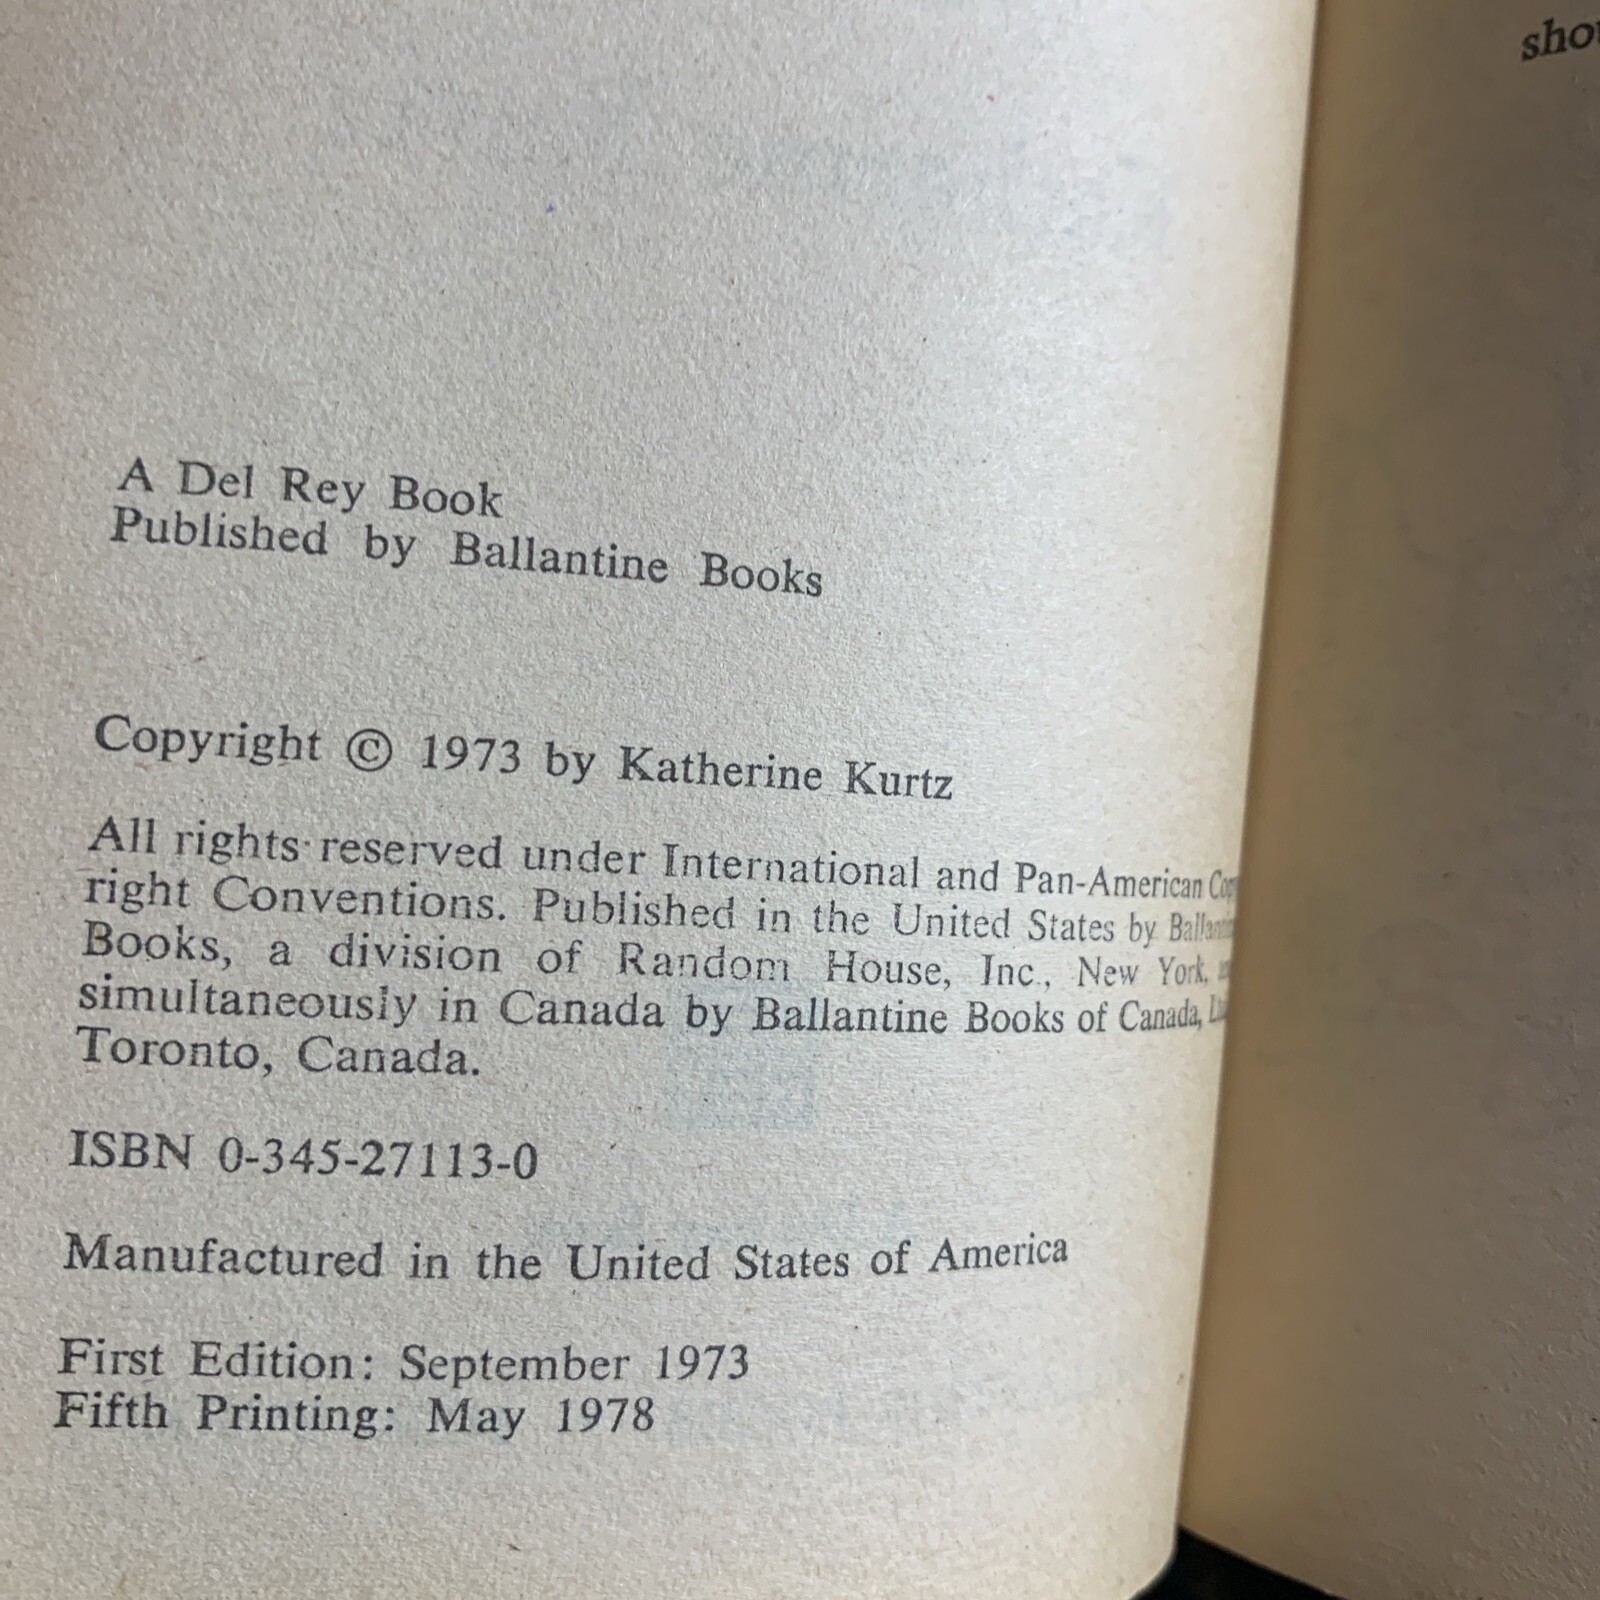 A Del Rey Book
Published by Ballantine Books
Copyright © 1973 by Katherine Kurtz
All rights reserved under International and Pan-American
right Conventions. Published in the United States by
Books, a division of Random House, Inc., New York,
simultaneously in Canada by Ballantine Books of Canada,
Toronto, Canada.
ISBN 0-345-27113-0
Manufactured in the United States of America
First Edition: September 1973
Fifth Printing: May 1978